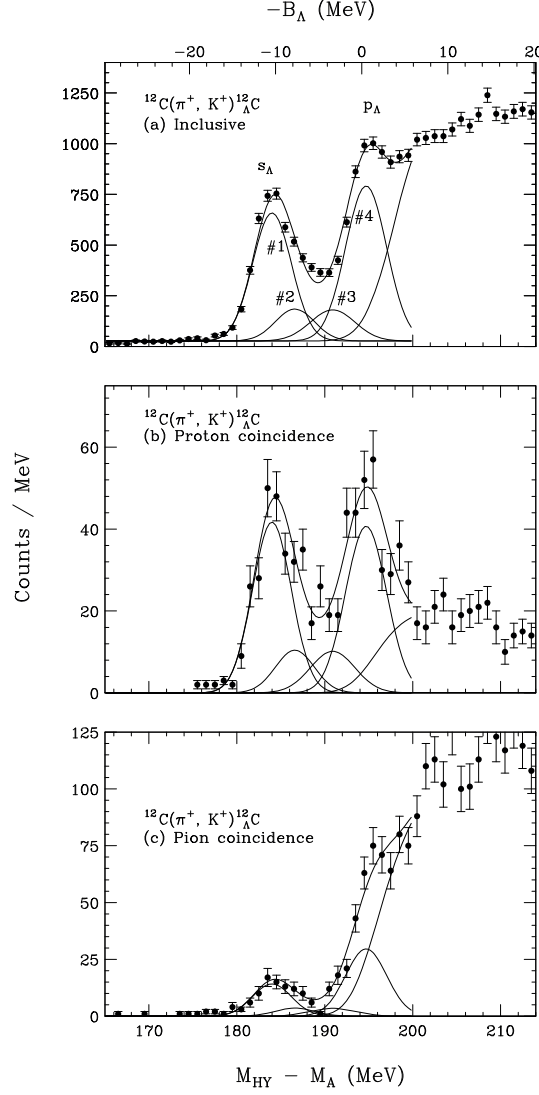 −B_Λ (MeV)
−20 −10 0 10 20
¹²C(π⁺, K⁺)¹²_ΛC
(a) Inclusive
p_Λ
s_Λ
#1
#2
#3
#4
1250
1000
750
500
250
0
¹²C(π⁺, K⁺)¹²_ΛC
(b) Proton coincidence
60
40
20
0
Counts / MeV
¹²C(π⁺, K⁺)¹²_ΛC
(c) Pion coincidence
125
100
75
50
25
0
170 180 190 200 210
M_HY − M_A (MeV)